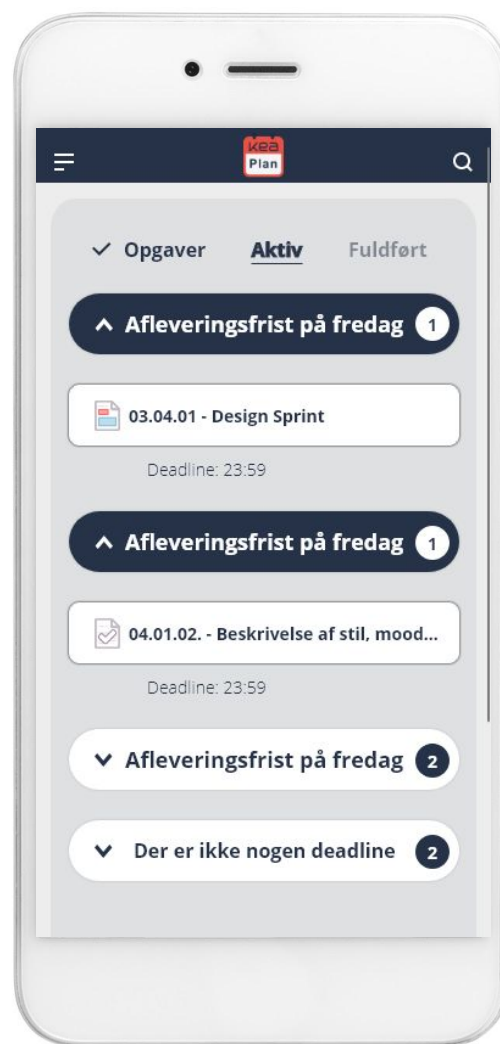 kea
Plan
Opgaver Aktiv Fuldført
Afleveringsfrist på fredag 1
03.04.01 - Design Sprint
Deadline: 23:59
Afleveringsfrist på fredag 1
04.01.02. - Beskrivelse af stil, mood...
Deadline: 23:59
Afleveringsfrist på fredag 2
Der er ikke nogen deadline 2